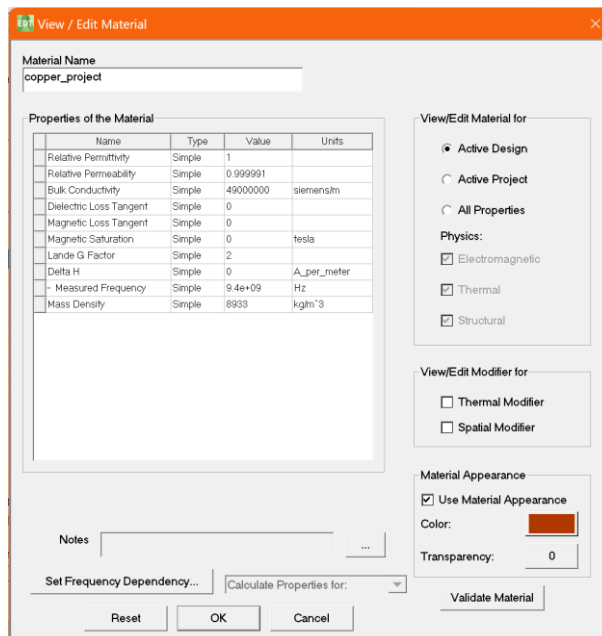 EDT View / Edit Material
Material Name
copper_project
Properties of the Material
Name Type Value Units
Relative Permittivity Simple 1
Relative Permeability Simple 0.999991
Bulk Conductivity Simple 49000000 siemens/m
Dielectric Loss Tangent Simple 0
Magnetic Loss Tangent Simple 0
Magnetic Saturation Simple 0 tesla
Lande G Factor Simple 2
Delta H Simple 0 A_per_meter
- Measured Frequency Simple 9.4e+09 Hz
Mass Density Simple 8933 kg/m^3
View/Edit Material for
Active Design
Active Project
All Properties
Physics:
Electromagnetic
Thermal
Structural
View/Edit Modifier for
Thermal Modifier
Spatial Modifier
Material Appearance
Use Material Appearance
Color:
Transparency: 0
Notes ...
Set Frequency Dependency... Calculate Properties for:
Validate Material
Reset OK Cancel